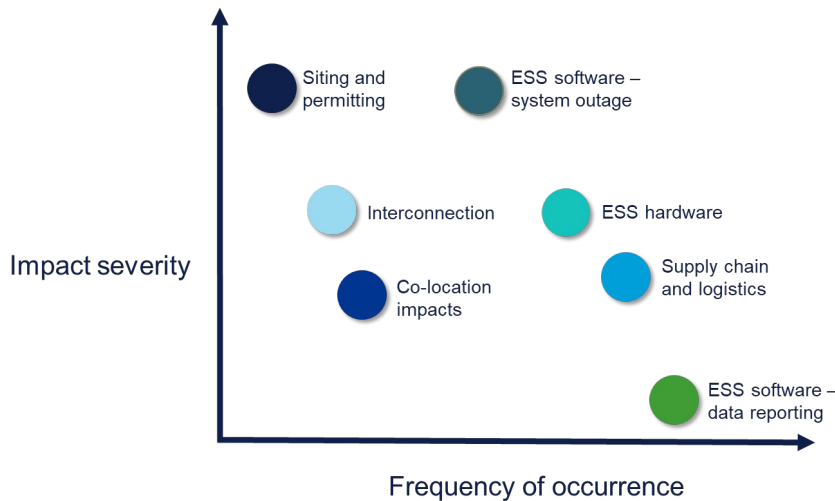 Siting and
permitting
ESS software –
system outage
Interconnection
ESS hardware
Impact severity
Supply chain
and logistics
Co-location
impacts
ESS software –
data reporting
Frequency of occurrence